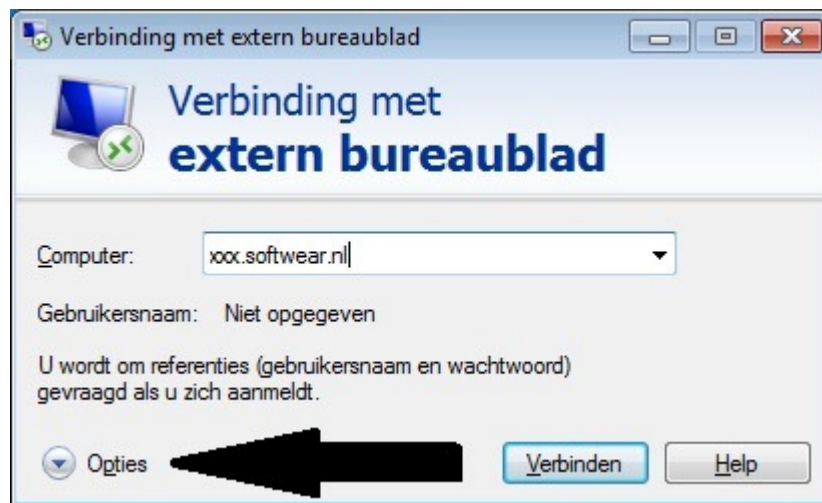 Verbinding met extern bureaublad
Verbinding met
extern bureaublad
Computer: xxx.softwear.nl
Gebruikersnaam: Niet opgegeven
U wordt om referenties (gebruikersnaam en wachtwoord)
gevraagd als u zich aanmeldt.
Opties Verbinden Help